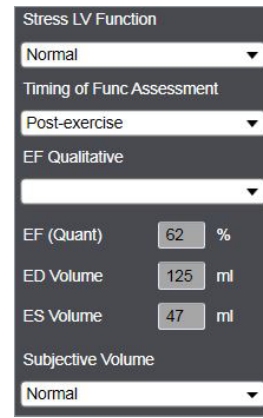 Stress LV Function
Normal
Timing of Func Assessment
Post-exercise
EF Qualitative
EF (Quant) 62 %
ED Volume 125 ml
ES Volume 47 ml
Subjective Volume
Normal